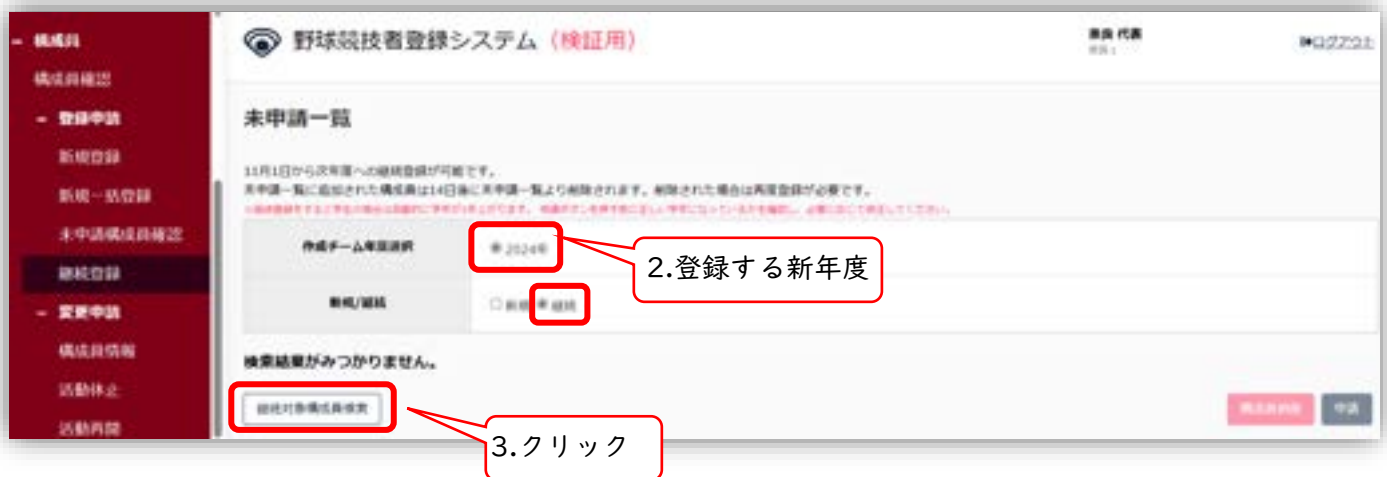 − 構成員
構成員確認
− 登録申請
新規登録
新規一括登録
未申請構成員確認
継続登録
− 変更申請
構成員情報
活動休止
活動再開
野球競技者登録システム（検証用）
奈良 代表
ログアウト
未申請一覧
11月1日から次年度への継続登録が可能です。
未申請一覧に追加された構成員は14日後に未申請一覧より削除されます。削除された場合は再度登録が必要です。
作成チーム年度選択
2024年
2.登録する新年度
新規/継続
新規 継続
検索結果がみつかりません。
継続対象構成員検索
申請
3.クリック